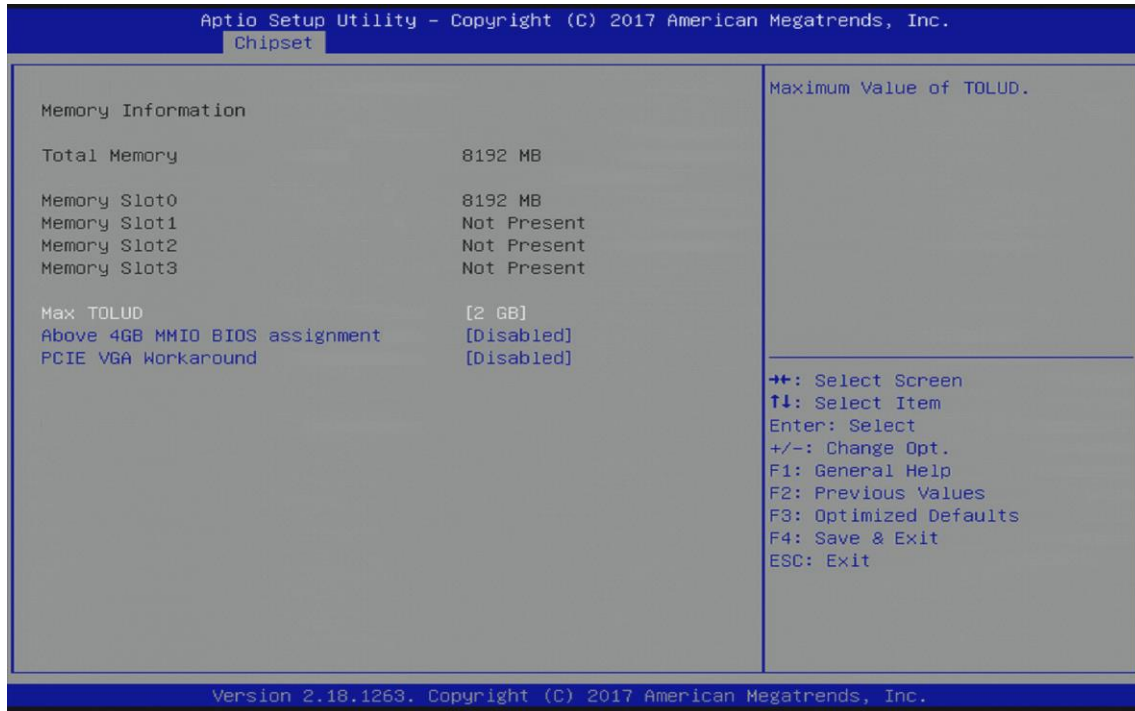 Aptio Setup Utility – Copyright (C) 2017 American Megatrends, Inc.
Chipset
Memory Information
Total Memory 8192 MB
Memory Slot0 8192 MB
Memory Slot1 Not Present
Memory Slot2 Not Present
Memory Slot3 Not Present
Max TOLUD [2 GB]
Above 4GB MMIO BIOS assignment [Disabled]
PCIE VGA Workaround [Disabled]
Maximum Value of TOLUD.
→←: Select Screen
↑↓: Select Item
Enter: Select
+/-: Change Opt.
F1: General Help
F2: Previous Values
F3: Optimized Defaults
F4: Save & Exit
ESC: Exit
Version 2.18.1263. Copyright (C) 2017 American Megatrends, Inc.